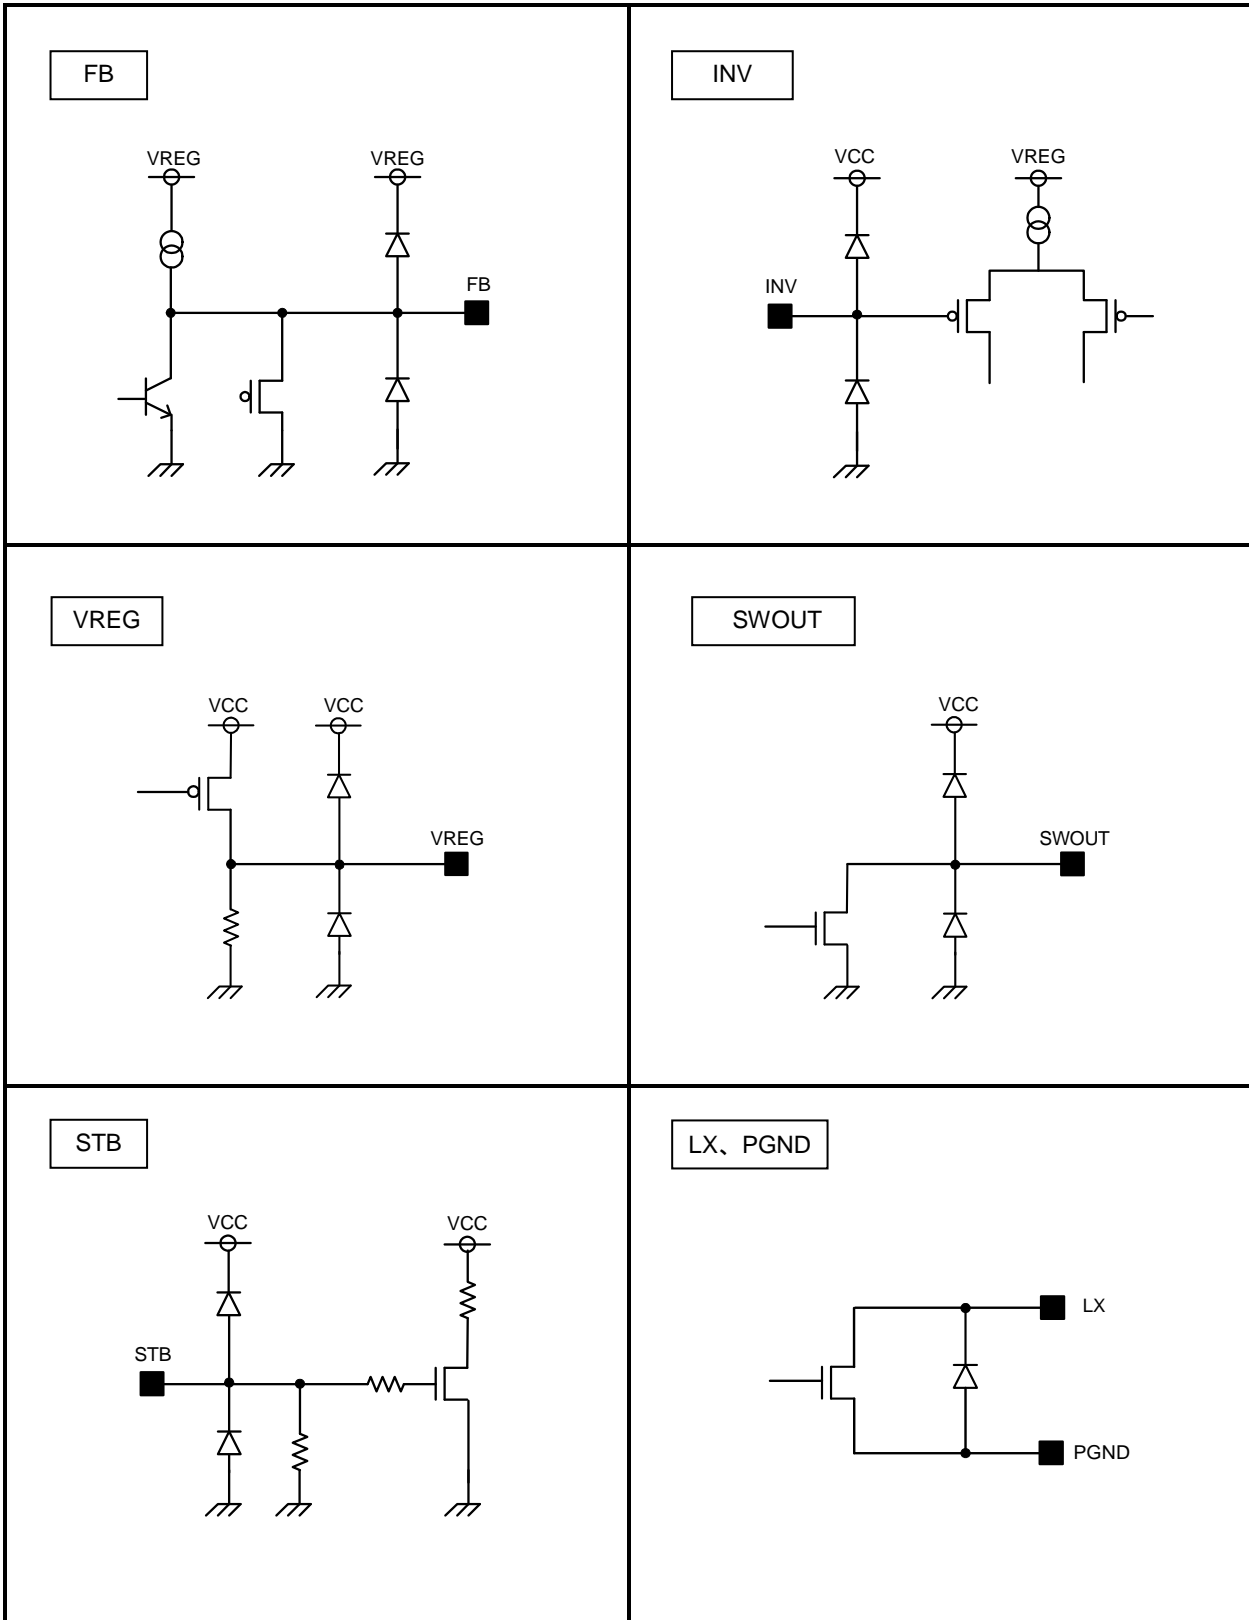 FB
VREG
VREG
FB
INV
VCC
VREG
INV
VREG
VCC
VCC
VREG
SWOUT
VCC
SWOUT
STB
VCC
VCC
STB
LX、PGND
LX
PGND